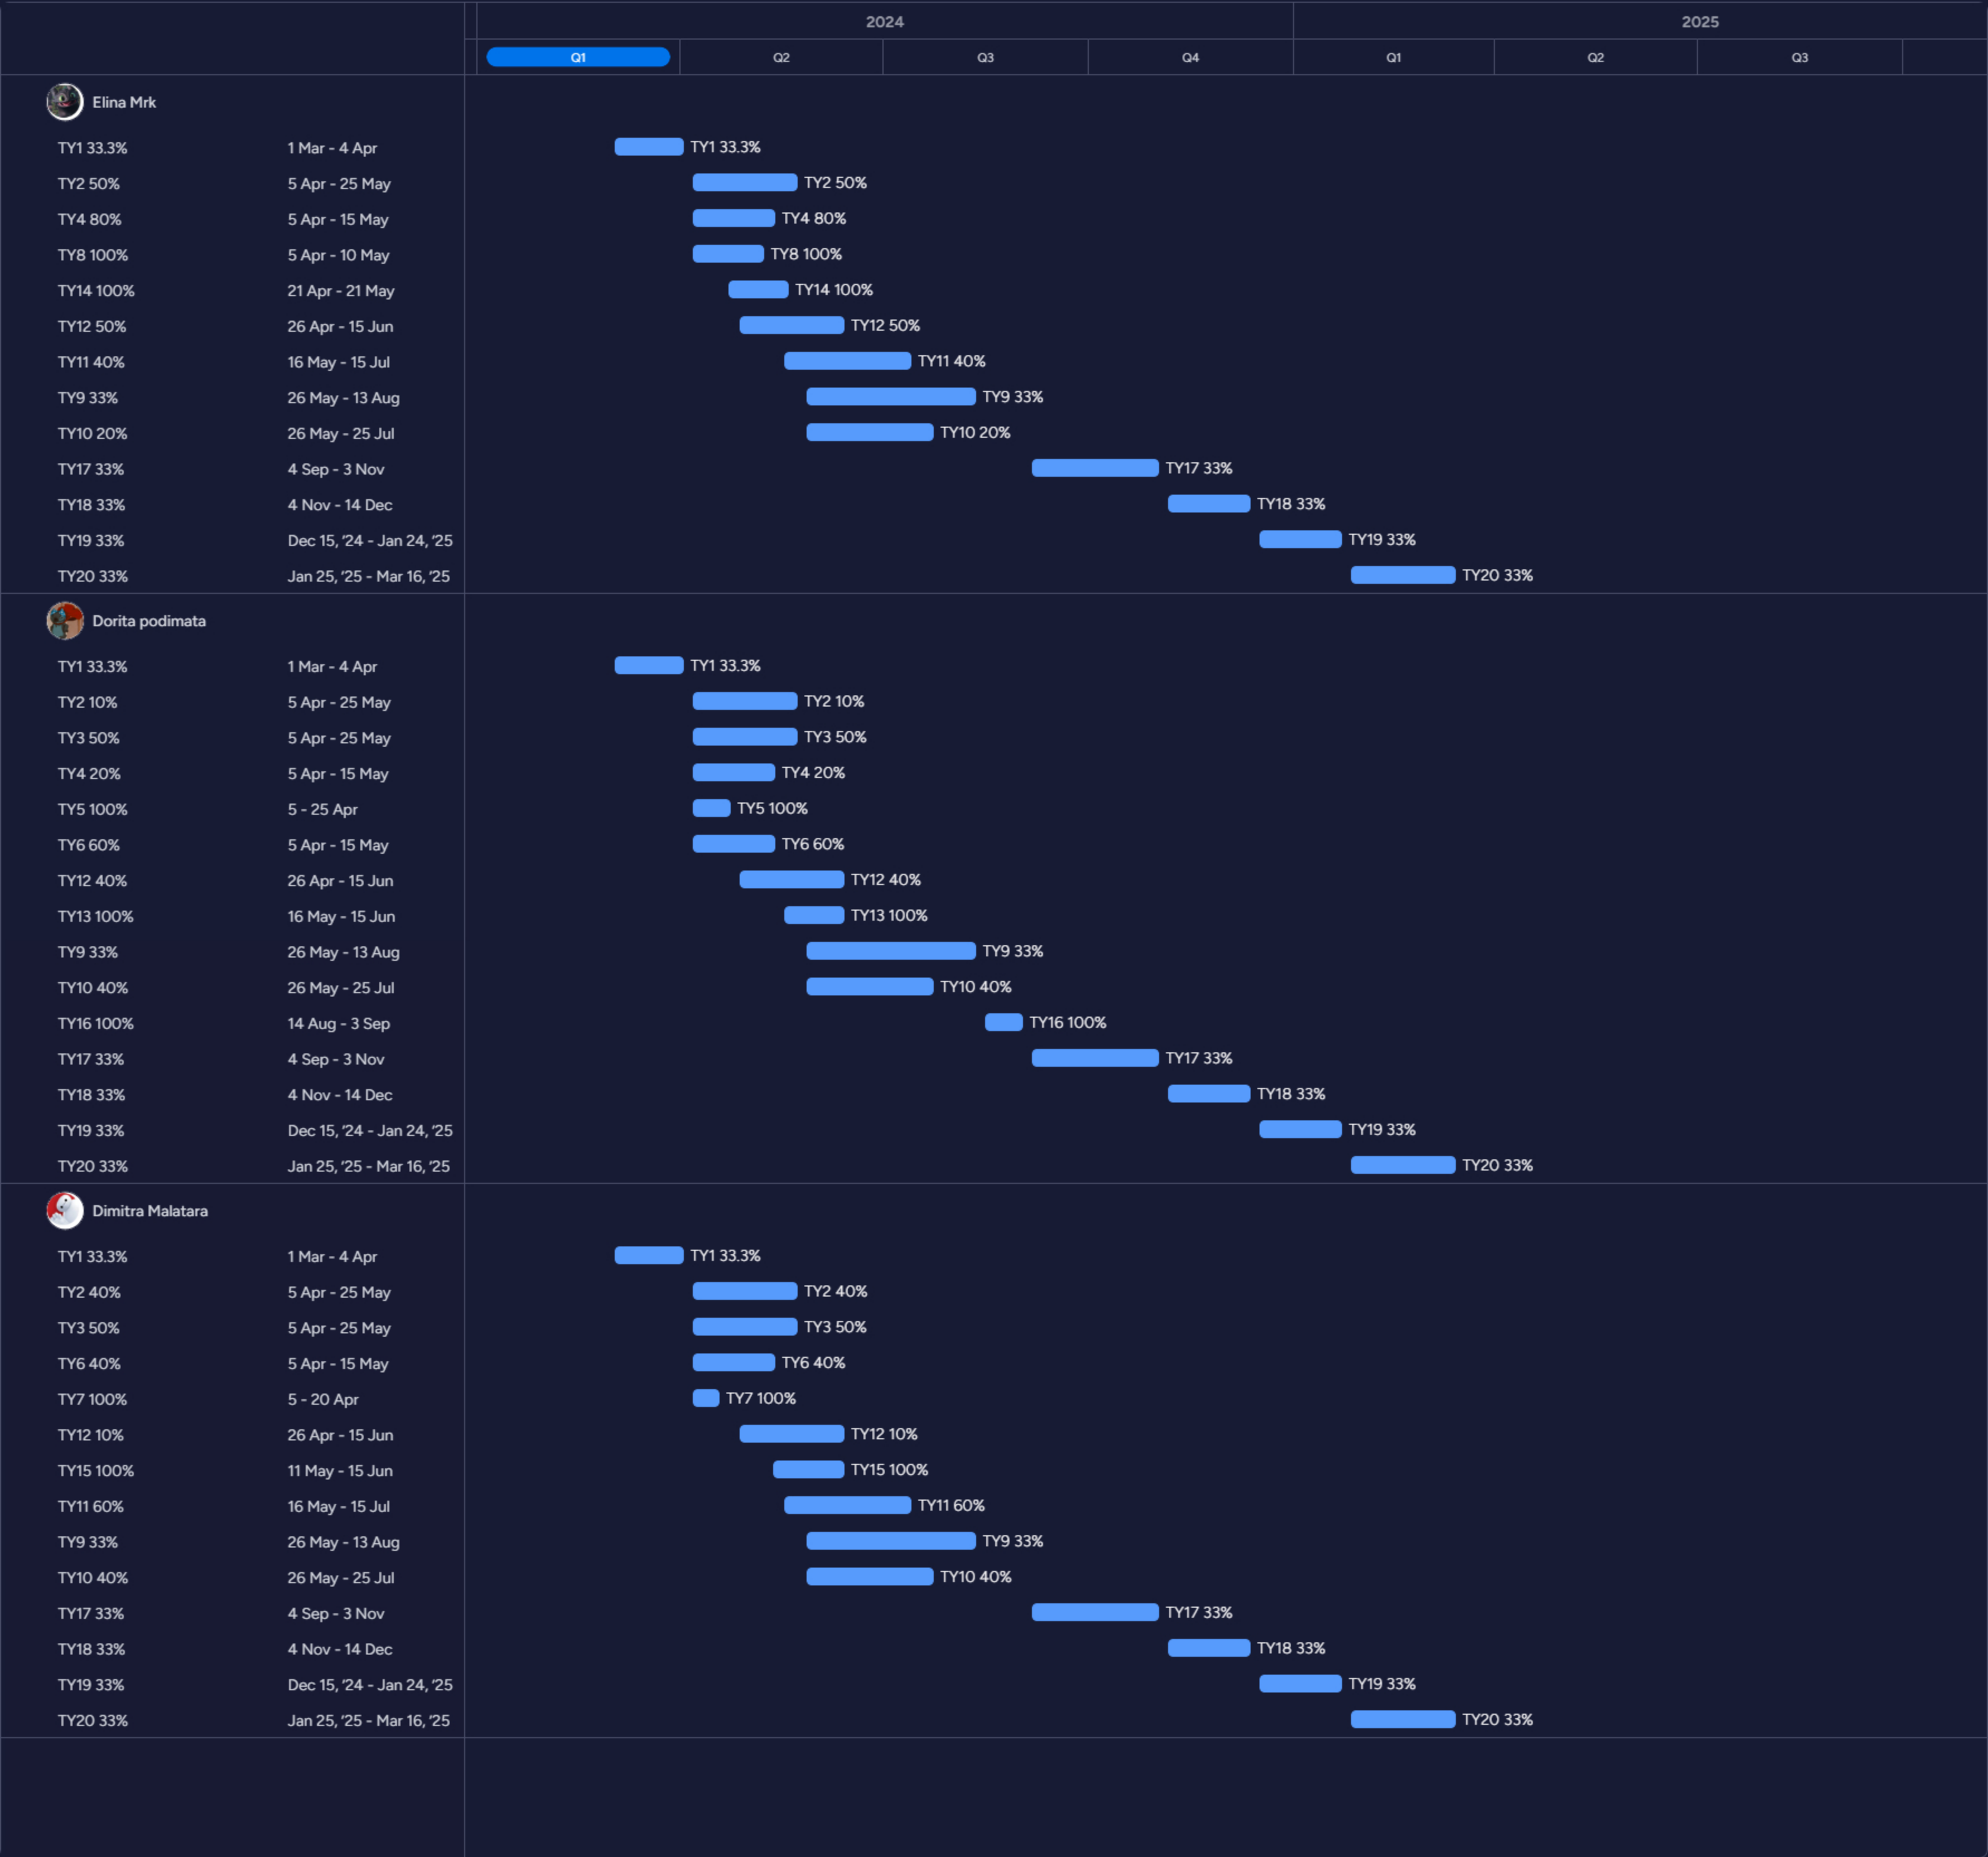 2024 2025
Q1 Q2 Q3 Q4 Q1 Q2 Q3
Elina Mrk
TY1 33.3% 1 Mar - 4 Apr TY1 33.3%
TY2 50% 5 Apr - 25 May TY2 50%
TY4 80% 5 Apr - 15 May TY4 80%
TY8 100% 5 Apr - 10 May TY8 100%
TY14 100% 21 Apr - 21 May TY14 100%
TY12 50% 26 Apr - 15 Jun TY12 50%
TY11 40% 16 May - 15 Jul TY11 40%
TY9 33% 26 May - 13 Aug TY9 33%
TY10 20% 26 May - 25 Jul TY10 20%
TY17 33% 4 Sep - 3 Nov TY17 33%
TY18 33% 4 Nov - 14 Dec TY18 33%
TY19 33% Dec 15, '24 - Jan 24, '25 TY19 33%
TY20 33% Jan 25, '25 - Mar 16, '25 TY20 33%
Dorita podimata
TY1 33.3% 1 Mar - 4 Apr TY1 33.3%
TY2 10% 5 Apr - 25 May TY2 10%
TY3 50% 5 Apr - 25 May TY3 50%
TY4 20% 5 Apr - 15 May TY4 20%
TY5 100% 5 - 25 Apr TY5 100%
TY6 60% 5 Apr - 15 May TY6 60%
TY12 40% 26 Apr - 15 Jun TY12 40%
TY13 100% 16 May - 15 Jun TY13 100%
TY9 33% 26 May - 13 Aug TY9 33%
TY10 40% 26 May - 25 Jul TY10 40%
TY16 100% 14 Aug - 3 Sep TY16 100%
TY17 33% 4 Sep - 3 Nov TY17 33%
TY18 33% 4 Nov - 14 Dec TY18 33%
TY19 33% Dec 15, '24 - Jan 24, '25 TY19 33%
TY20 33% Jan 25, '25 - Mar 16, '25 TY20 33%
Dimitra Malatara
TY1 33.3% 1 Mar - 4 Apr TY1 33.3%
TY2 40% 5 Apr - 25 May TY2 40%
TY3 50% 5 Apr - 25 May TY3 50%
TY6 40% 5 Apr - 15 May TY6 40%
TY7 100% 5 - 20 Apr TY7 100%
TY12 10% 26 Apr - 15 Jun TY12 10%
TY15 100% 11 May - 15 Jun TY15 100%
TY11 60% 16 May - 15 Jul TY11 60%
TY9 33% 26 May - 13 Aug TY9 33%
TY10 40% 26 May - 25 Jul TY10 40%
TY17 33% 4 Sep - 3 Nov TY17 33%
TY18 33% 4 Nov - 14 Dec TY18 33%
TY19 33% Dec 15, '24 - Jan 24, '25 TY19 33%
TY20 33% Jan 25, '25 - Mar 16, '25 TY20 33%